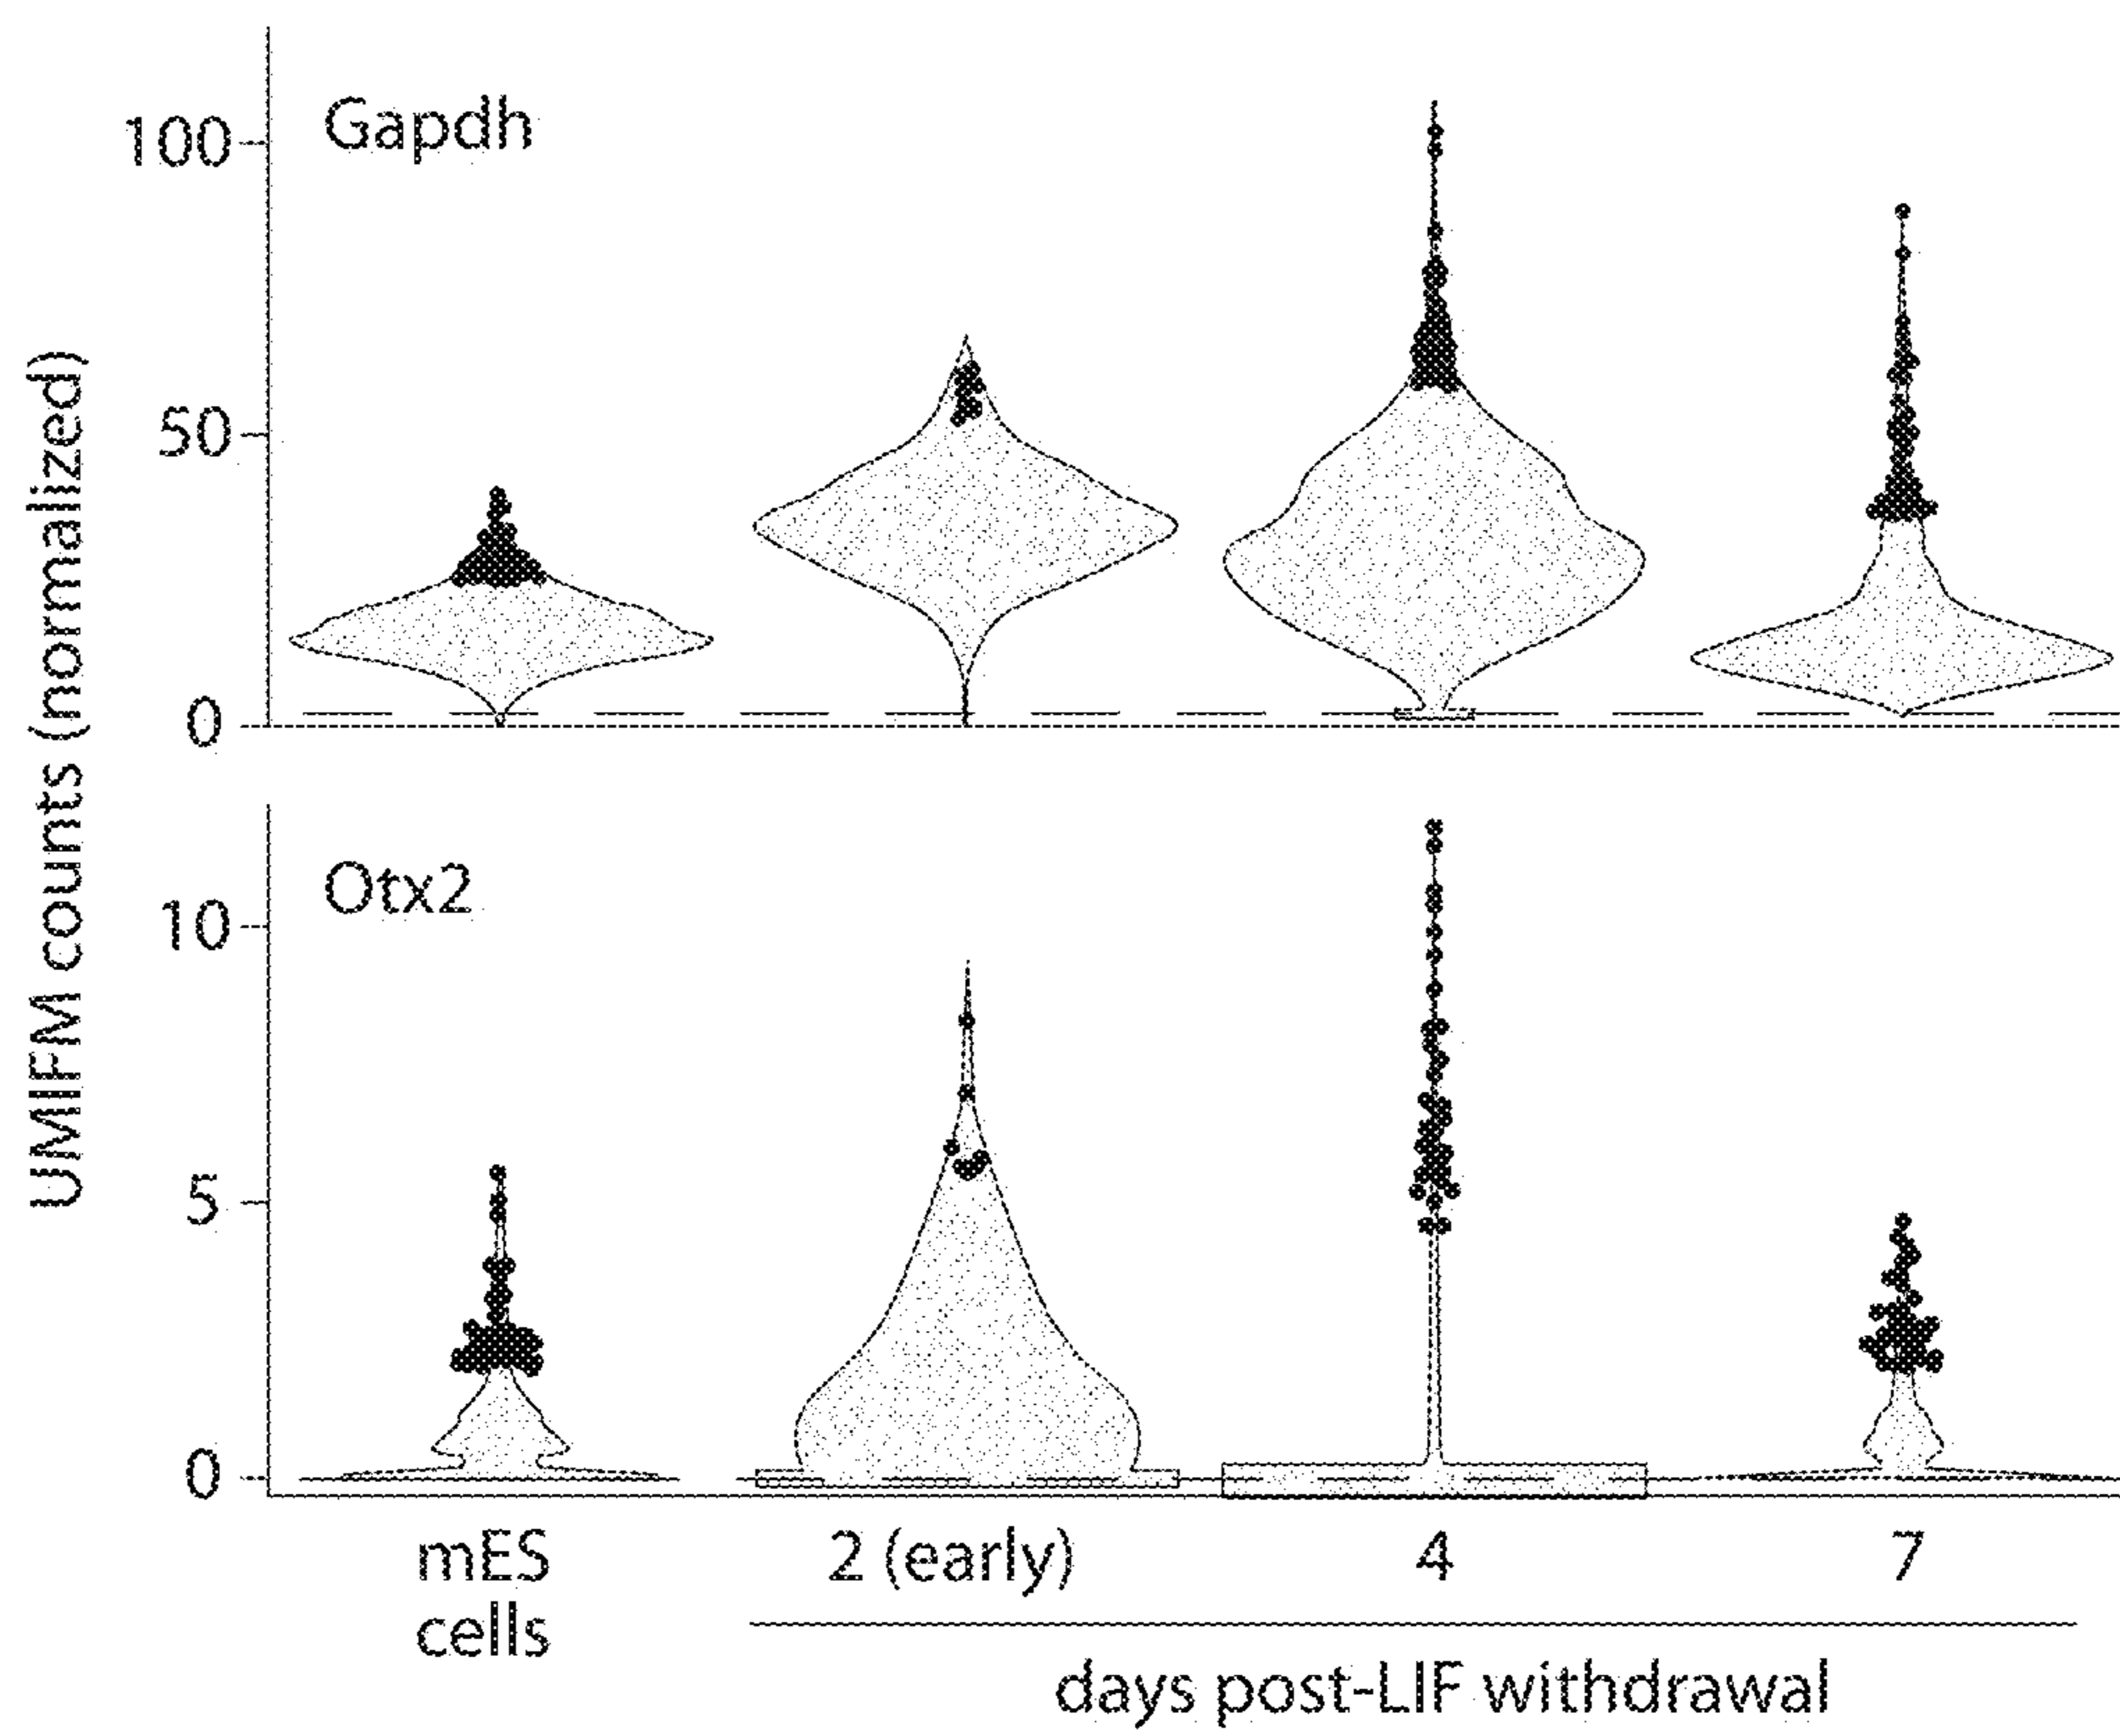 UMIFM counts (normalized)
Gapdh
100
50
0
Otx2
10
5
0
mES cells
2 (early)
4
7
days post-LIF withdrawal